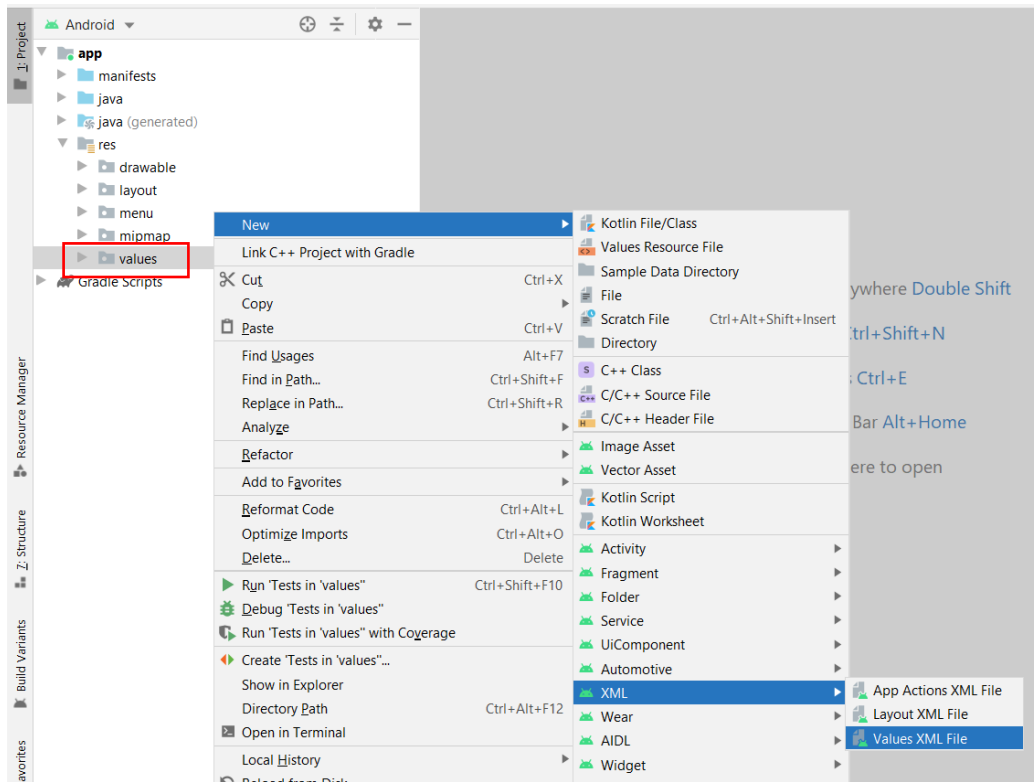 1: Project
Resource Manager
7: Structure
Build Variants
avorites
Android
app
manifests
java
java (generated)
res
drawable
layout
menu
mipmap
values
Gradle Scripts
New
Link C++ Project with Gradle
Cut Ctrl+X
Copy
Paste Ctrl+V
Find Usages Alt+F7
Find in Path... Ctrl+Shift+F
Replace in Path... Ctrl+Shift+R
Analyze
Refactor
Add to Favorites
Reformat Code Ctrl+Alt+L
Optimize Imports Ctrl+Alt+O
Delete... Delete
Run 'Tests in 'values'' Ctrl+Shift+F10
Debug 'Tests in 'values''
Run 'Tests in 'values'' with Coverage
Create 'Tests in 'values''...
Show in Explorer
Directory Path Ctrl+Alt+F12
Open in Terminal
Local History
Reload from Disk
Kotlin File/Class
Values Resource File
Sample Data Directory
File
Scratch File Ctrl+Alt+Shift+Insert
Directory
S C++ Class
C++ C/C++ Source File
H C/C++ Header File
Image Asset
Vector Asset
Kotlin Script
Kotlin Worksheet
Activity
Fragment
Folder
Service
UiComponent
Automotive
XML
Wear
AIDL
Widget
App Actions XML File
Layout XML File
Values XML File
ywhere Double Shift
Ctrl+Shift+N
Ctrl+E
Bar Alt+Home
ere to open